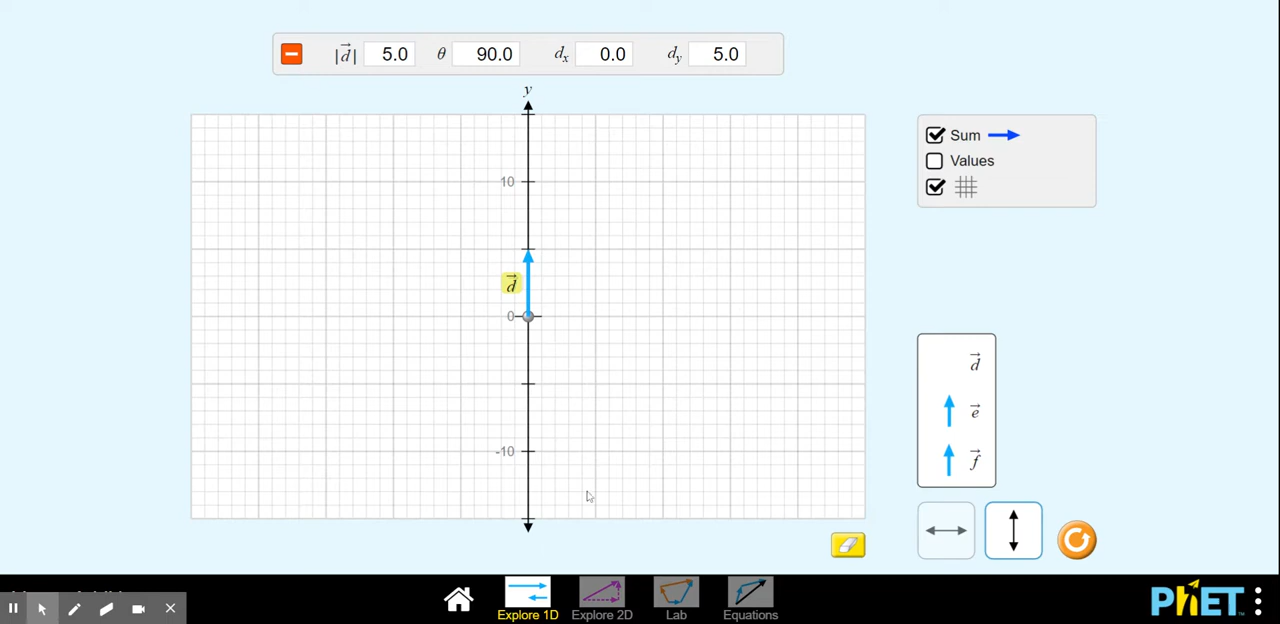 |d⃗| 5.0 θ 90.0 dx 0.0 dy 5.0
y
Sum
Values
10
d⃗
0
-10
d⃗
e⃗
f⃗
Explore 1D Explore 2D Lab Equations
PhET